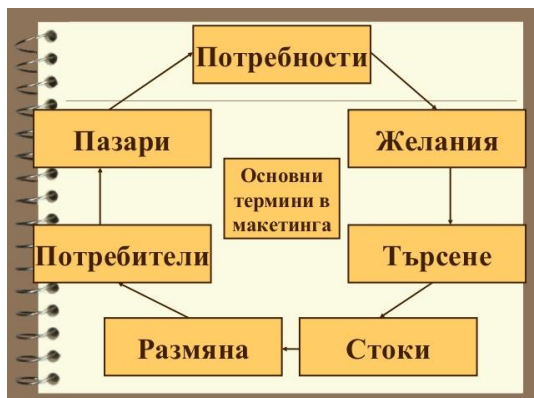 Потребности
Пазари
Желания
Основни
термини в
макетинга
Потребители
Търсене
Размяна
Стоки